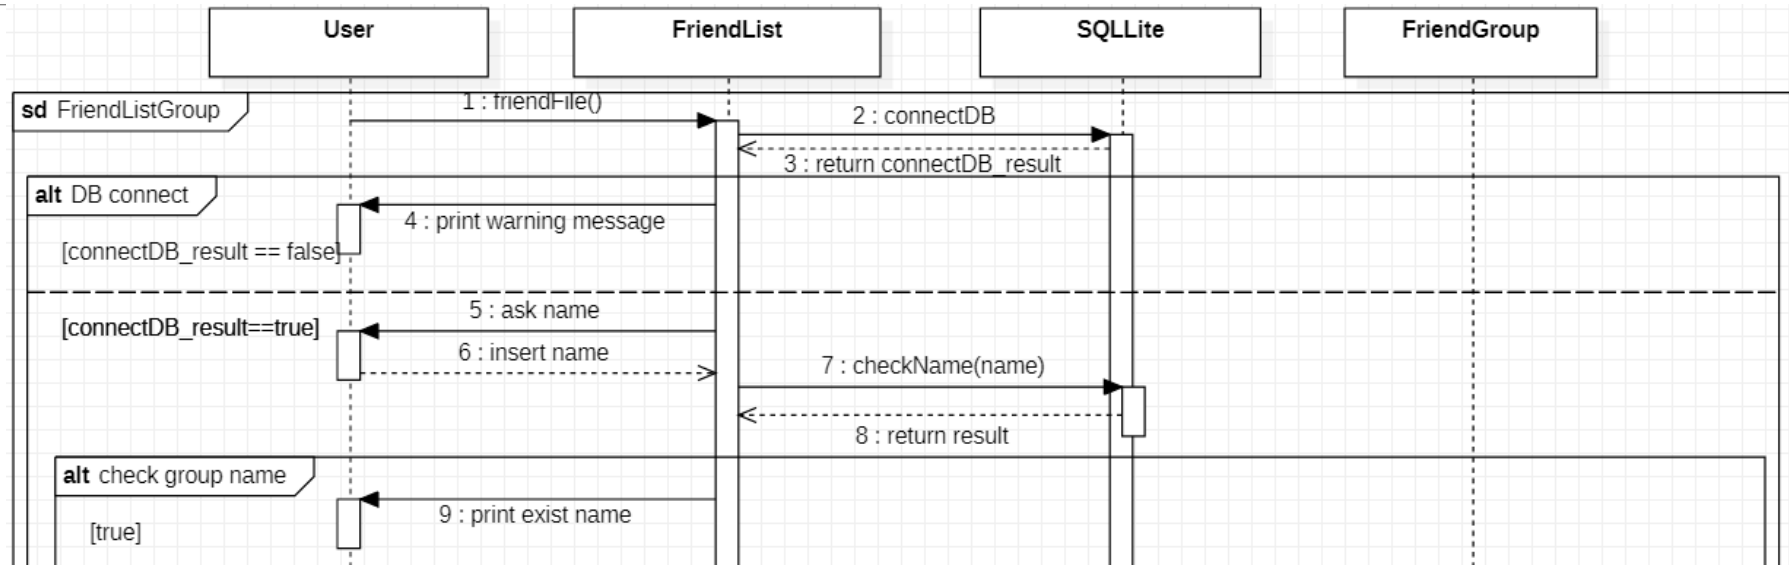 User
FriendList
SQLLite
FriendGroup
sd FriendListGroup
1 : friendFile()
2 : connectDB
3 : return connectDB_result
alt DB connect
4 : print warning message
[connectDB_result == false]
5 : ask name
[connectDB_result==true]
6 : insert name
7 : checkName(name)
8 : return result
alt check group name
9 : print exist name
[true]